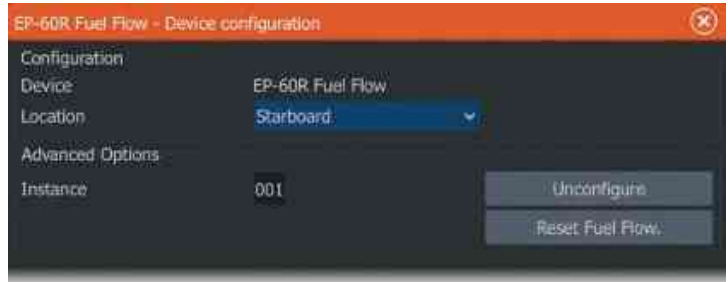 EP-60R Fuel Flow - Device configuration
Configuration
Device EP-60R Fuel Flow
Location Starboard
Advanced Options
Instance 001 Unconfigure
Reset Fuel Flow.